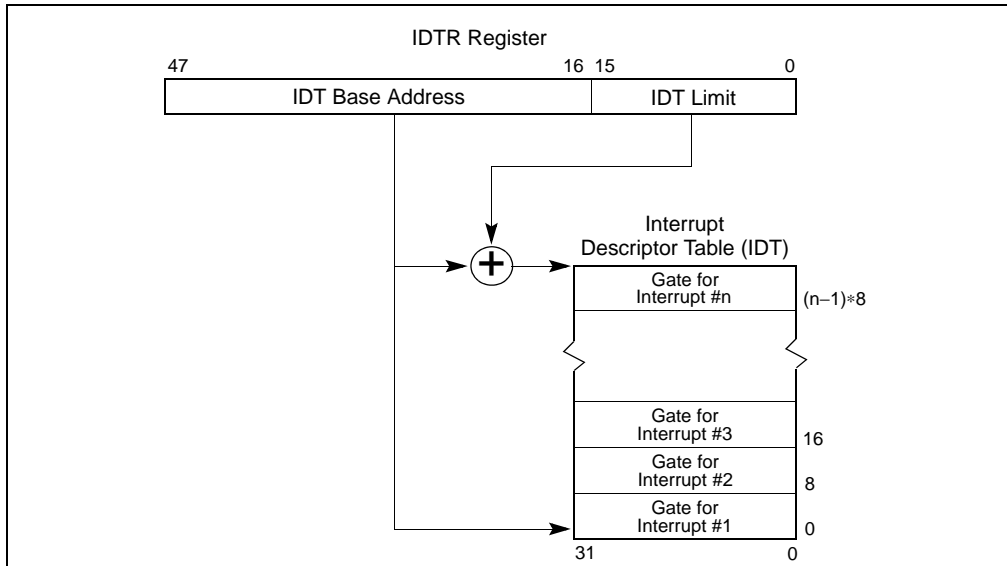 IDTR Register
47 16 15 0
IDT Base Address IDT Limit
Interrupt
Descriptor Table (IDT)
Gate for
Interrupt #n
(n−1)∗8
Gate for
Interrupt #3
16
Gate for
Interrupt #2
8
Gate for
Interrupt #1
0
31 0